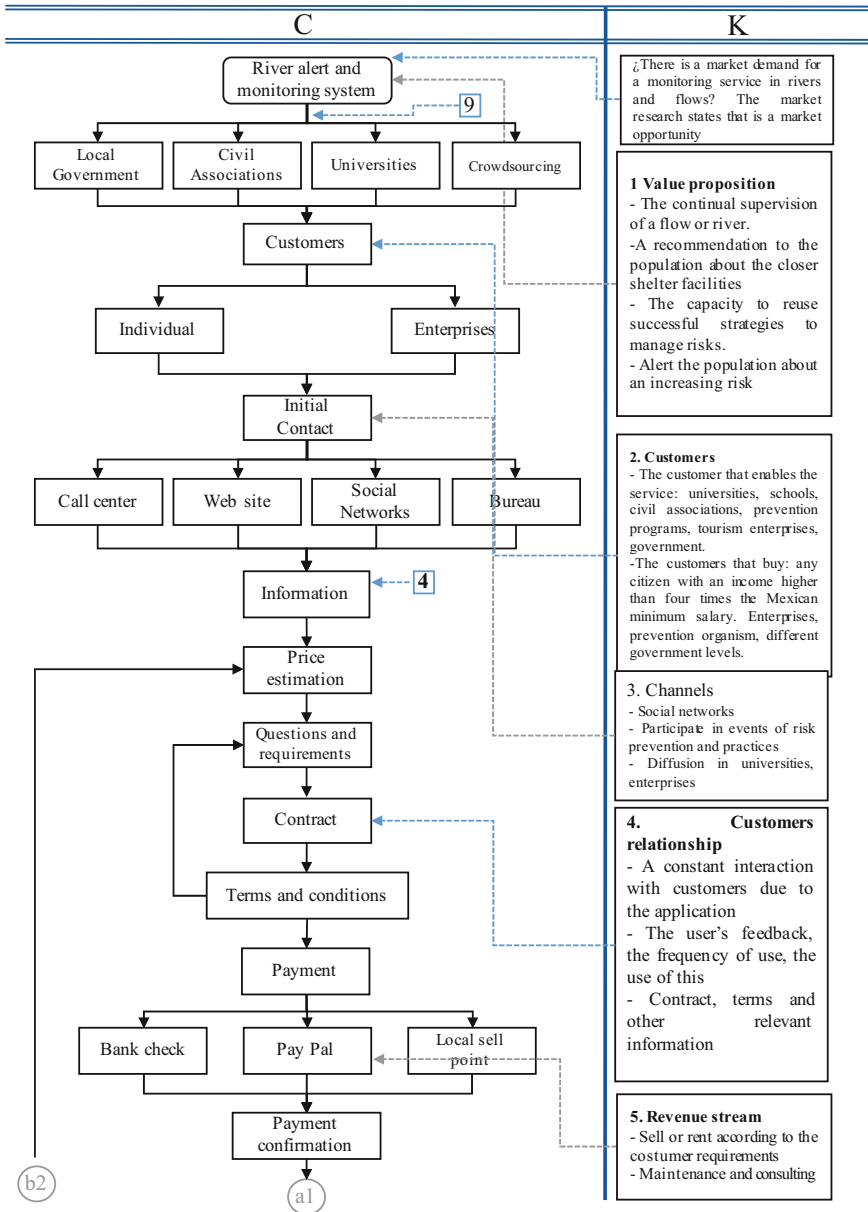 C
K
River alert and
monitoring system
9
Local
Government
Civil
Associations
Universities
Crowdsourcing
Customers
Individual
Enterprises
Initial
Contact
Call center
Web site
Social
Networks
Bureau
Information
4
Price
estimation
Questions and
requirements
Contract
Terms and conditions
Payment
Bank check
Pay Pal
Local sell
point
Payment
confirmation
b2
a1
¿There is a market demand for
a monitoring service in rivers
and flows? The market
research states that is a market
opportunity
1 Value proposition
- The continual supervision
of a flow or river.
-A recommendation to the
population about the closer
shelter facilities
- The capacity to reuse
successful strategies to
manage risks.
- Alert the population about
an increasing risk
2. Customers
- The customer that enables the
service: universities, schools,
civil associations, prevention
programs, tourism enterprises,
government.
-The customers that buy: any
citizen with an income higher
than four times the Mexican
minimum salary. Enterprises,
prevention organism, different
government levels.
3. Channels
- Social networks
- Participate in events of risk
prevention and practices
- Diffusion in universities,
enterprises
4. Customers
relationship
- A constant interaction
with customers due to
the application
- The user's feedback,
the frequency of use, the
use of this
- Contract, terms and
other relevant
information
5. Revenue stream
- Sell or rent according to the
costumer requirements
- Maintenance and consulting